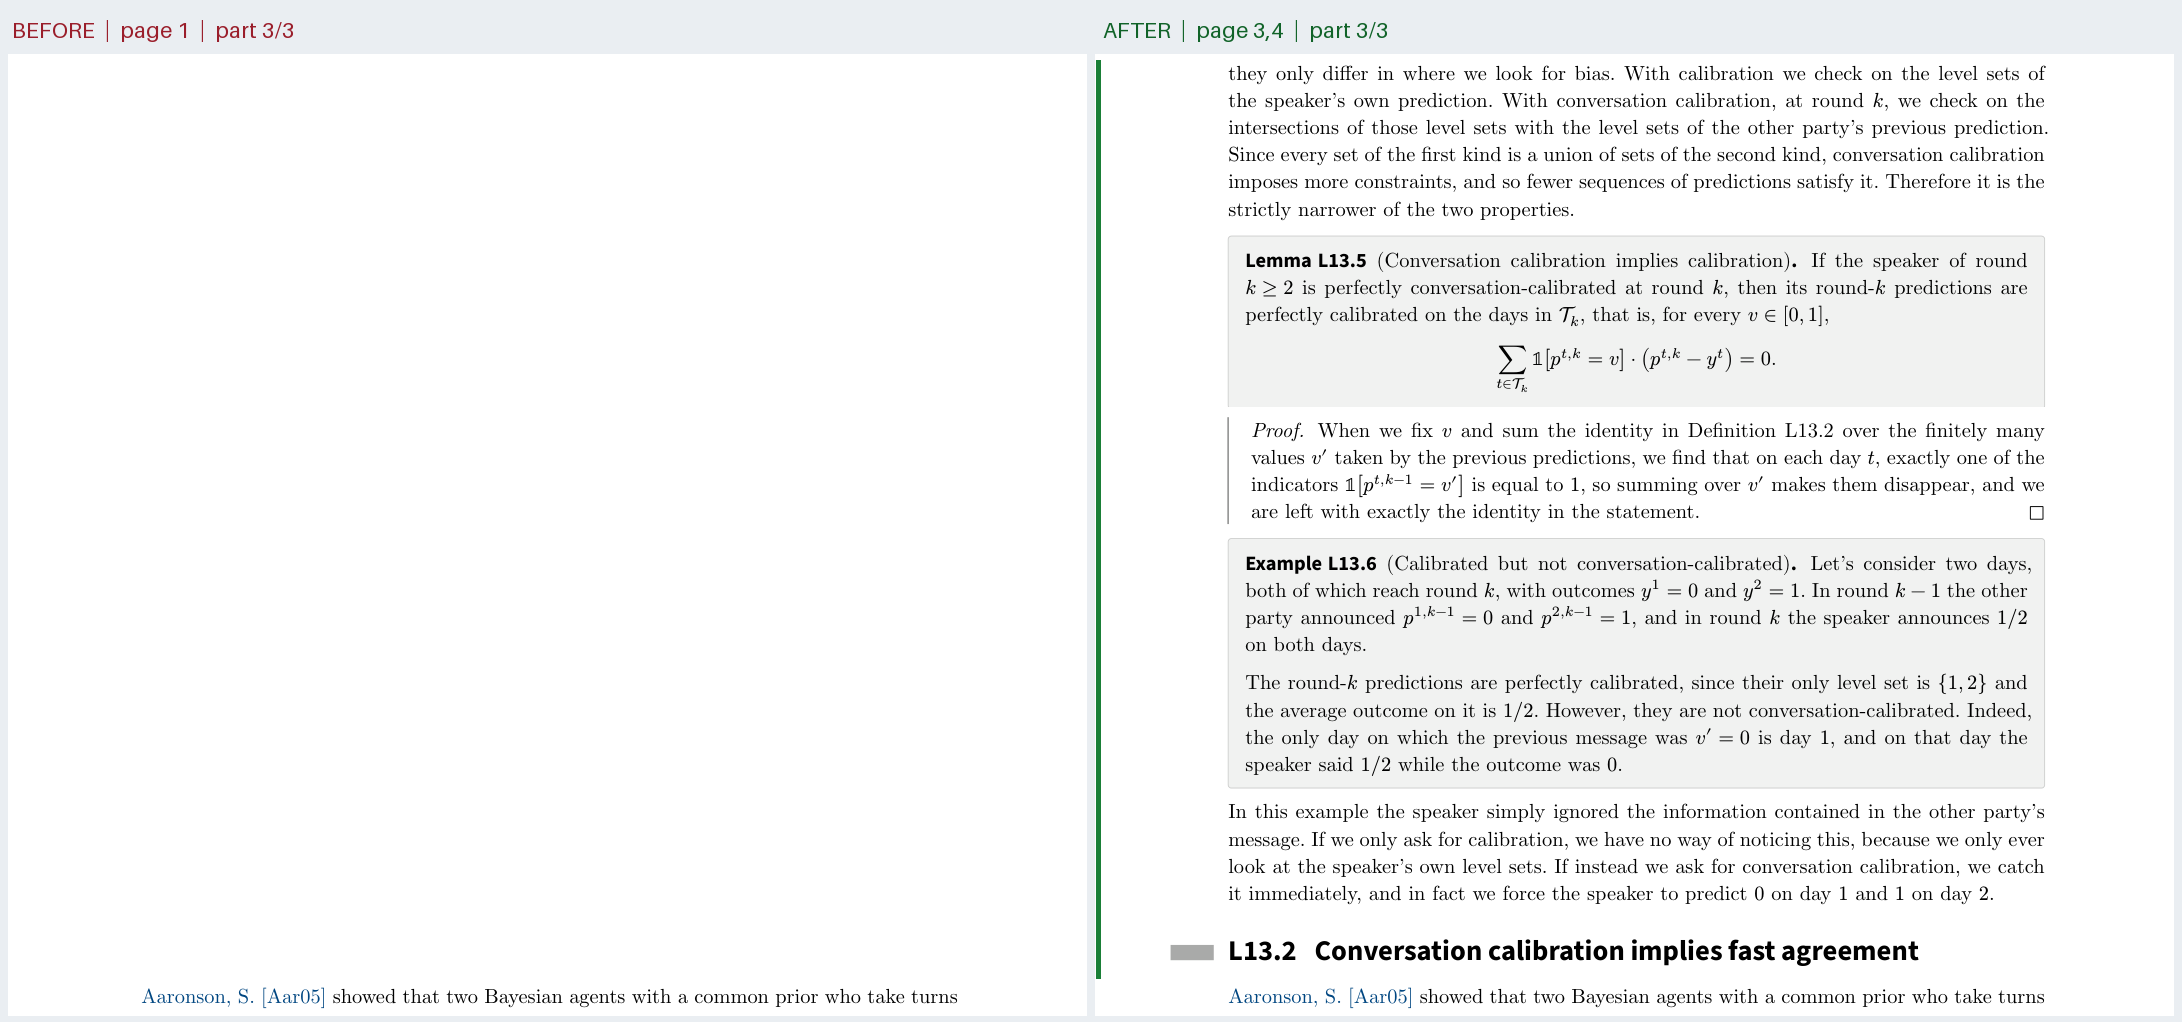 BEFORE | page 1 | part 3/3
Aaronson, S. [Aar05] showed that two Bayesian agents with a common prior who take turns
AFTER | page 3,4 | part 3/3
they only differ in where we look for bias. With calibration we check on the level sets of
the speaker's own prediction. With conversation calibration, at round k, we check on the
intersections of those level sets with the level sets of the other party's previous prediction.
Since every set of the first kind is a union of sets of the second kind, conversation calibration
imposes more constraints, and so fewer sequences of predictions satisfy it. Therefore it is the
strictly narrower of the two properties.
Lemma L13.5 (Conversation calibration implies calibration). If the speaker of round
k ≥ 2 is perfectly conversation-calibrated at round k, then its round-k predictions are
perfectly calibrated on the days in 𝒯_k, that is, for every v ∈ [0, 1],
∑_{t∈𝒯_k} 𝟙[p^{t,k} = v] · (p^{t,k} − y^t) = 0.
Proof. When we fix v and sum the identity in Definition L13.2 over the finitely many
values v′ taken by the previous predictions, we find that on each day t, exactly one of the
indicators 𝟙[p^{t,k−1} = v′] is equal to 1, so summing over v′ makes them disappear, and we
are left with exactly the identity in the statement. □
Example L13.6 (Calibrated but not conversation-calibrated). Let's consider two days,
both of which reach round k, with outcomes y^1 = 0 and y^2 = 1. In round k − 1 the other
party announced p^{1,k−1} = 0 and p^{2,k−1} = 1, and in round k the speaker announces 1/2
on both days.
The round-k predictions are perfectly calibrated, since their only level set is {1, 2} and
the average outcome on it is 1/2. However, they are not conversation-calibrated. Indeed,
the only day on which the previous message was v′ = 0 is day 1, and on that day the
speaker said 1/2 while the outcome was 0.
In this example the speaker simply ignored the information contained in the other party's
message. If we only ask for calibration, we have no way of noticing this, because we only ever
look at the speaker's own level sets. If instead we ask for conversation calibration, we catch
it immediately, and in fact we force the speaker to predict 0 on day 1 and 1 on day 2.
L13.2 Conversation calibration implies fast agreement
Aaronson, S. [Aar05] showed that two Bayesian agents with a common prior who take turns